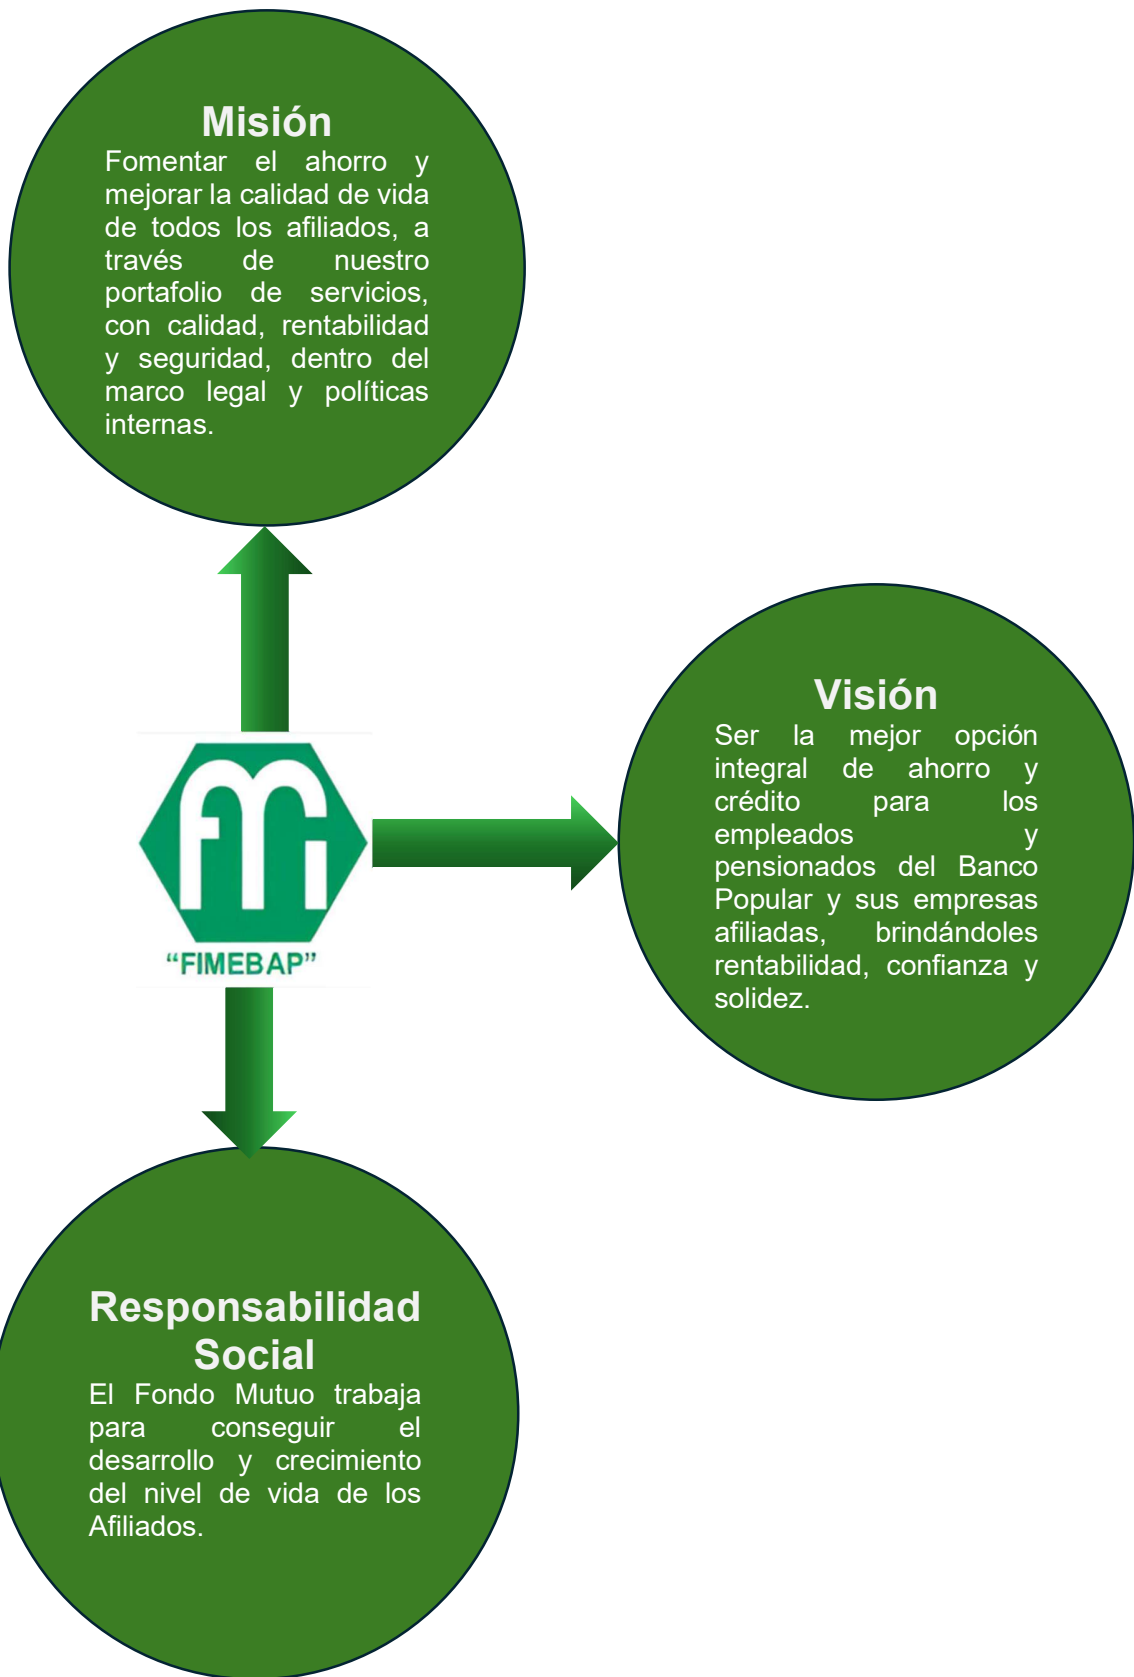 Misión
Fomentar el ahorro y
mejorar la calidad de vida
de todos los afiliados, a
través de nuestro
portafolio de servicios,
con calidad, rentabilidad
y seguridad, dentro del
marco legal y políticas
internas.
Visión
Ser la mejor opción
integral de ahorro y
crédito para los
empleados y
pensionados del Banco
Popular y sus empresas
afiliadas, brindándoles
rentabilidad, confianza y
solidez.
fmi
“FIMEBAP”
Responsabilidad
Social
El Fondo Mutuo trabaja
para conseguir el
desarrollo y crecimiento
del nivel de vida de los
Afiliados.